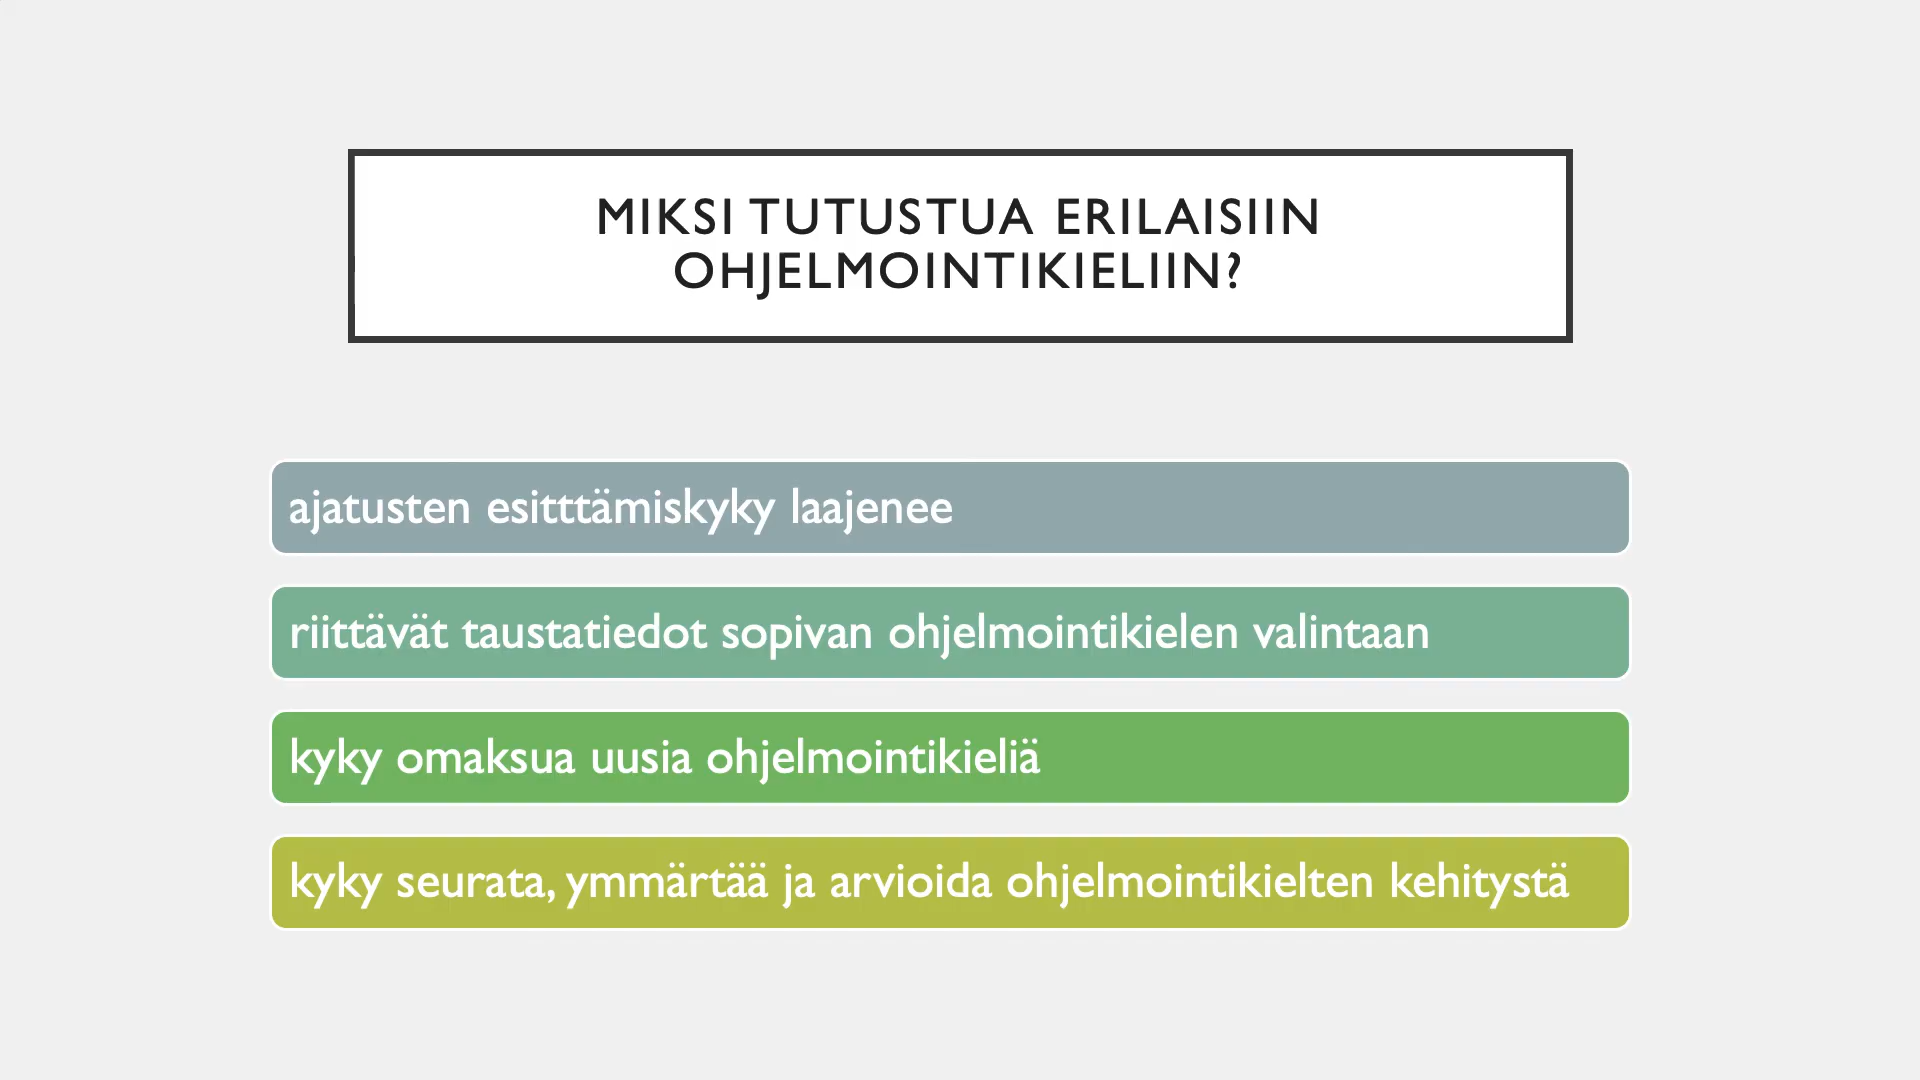 MIKSI TUTUSTUA ERILAISIIN
OHJELMOINTIKIELIIN?
ajatusten esitttämiskyky laajenee
riittävät taustatiedot sopivan ohjelmointikielen valintaan
kyky omaksua uusia ohjelmointikieliä
kyky seurata, ymmärtää ja arvioida ohjelmointikielten kehitystä